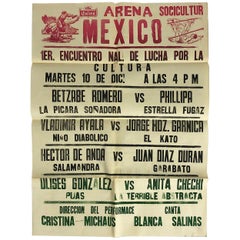 ARENA SOCICULTUR
MEXICO
1ER. ENCUENTRO NAL. DE LUCHA POR LA
CULTURA
MARTES 10 DE DIC. A LAS 4 PM
BETZABE ROMERO VS PHILLIPA
LA PICARA SOÑADORA ESTRELLA FUGAZ
VLADIMIR AYALA VS JORGE HDZ. GARNICA
NIÑO DIABOLICO EL KATO
HECTOR DE ANDA VS JUAN DIAZ DURAN
SALAMANDRA GARABATO
ULISES GONZALEZ VS ANITA CHECHI
PUAS LA TERRIBLE ABSTRACTA
DIRECCION DEL PERFORMACE CANTA
CRISTINA MICHAUS BLANCA SALINAS